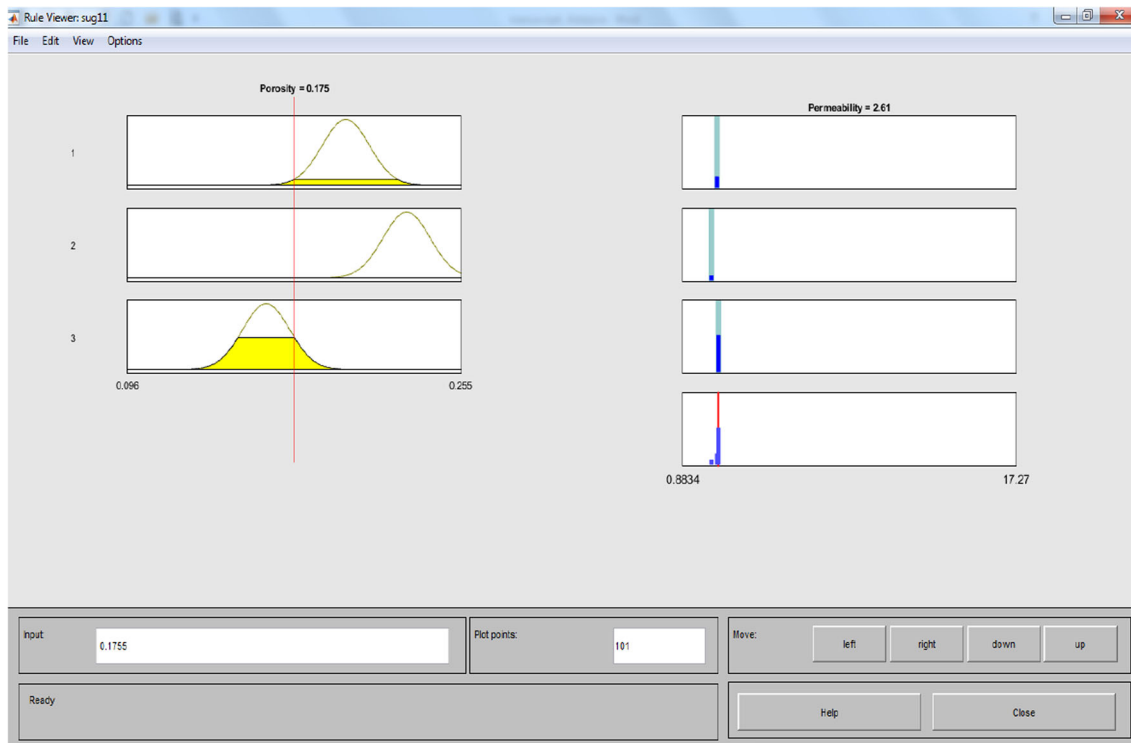 Rule Viewer: sug11
File Edit View Options
Porosity = 0.175
Permeability = 2.61
1
2
3
0.096 0.255
0.8834 17.27
Input: 0.1755
Plot points: 101
Move: left right down up
Ready
Help Close